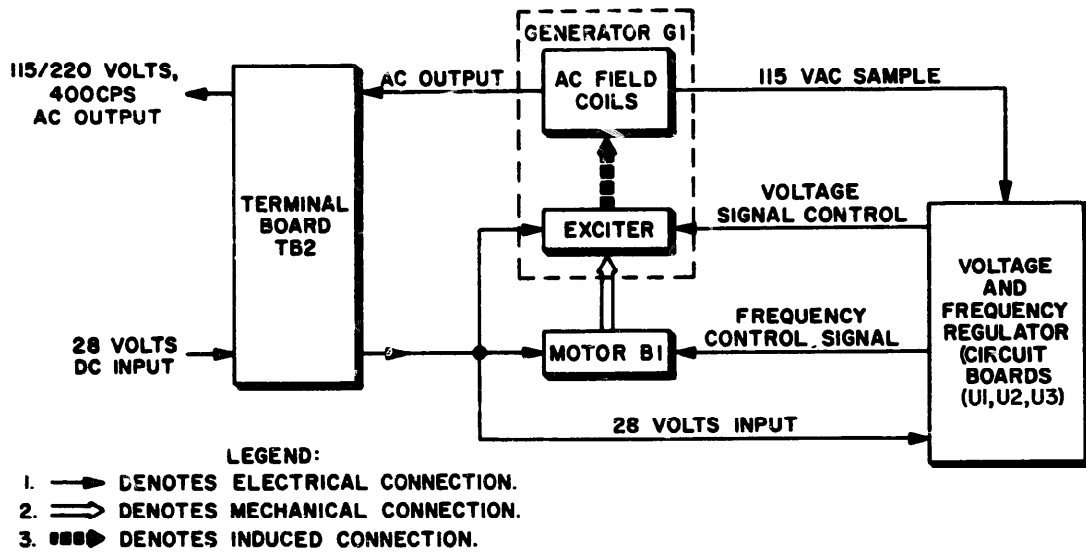 GENERATOR G1
115/220 VOLTS,
400CPS
AC OUTPUT
AC OUTPUT
AC FIELD
COILS
115 VAC SAMPLE
TERMINAL
BOARD
TB2
EXCITER
VOLTAGE
SIGNAL CONTROL
VOLTAGE
AND
FREQUENCY
REGULATOR
(CIRCUIT
BOARDS
(U1,U2,U3)
28 VOLTS
DC INPUT
MOTOR B1
FREQUENCY
CONTROL SIGNAL
28 VOLTS INPUT
LEGEND:
1. DENOTES ELECTRICAL CONNECTION.
2. DENOTES MECHANICAL CONNECTION.
3. DENOTES INDUCED CONNECTION.